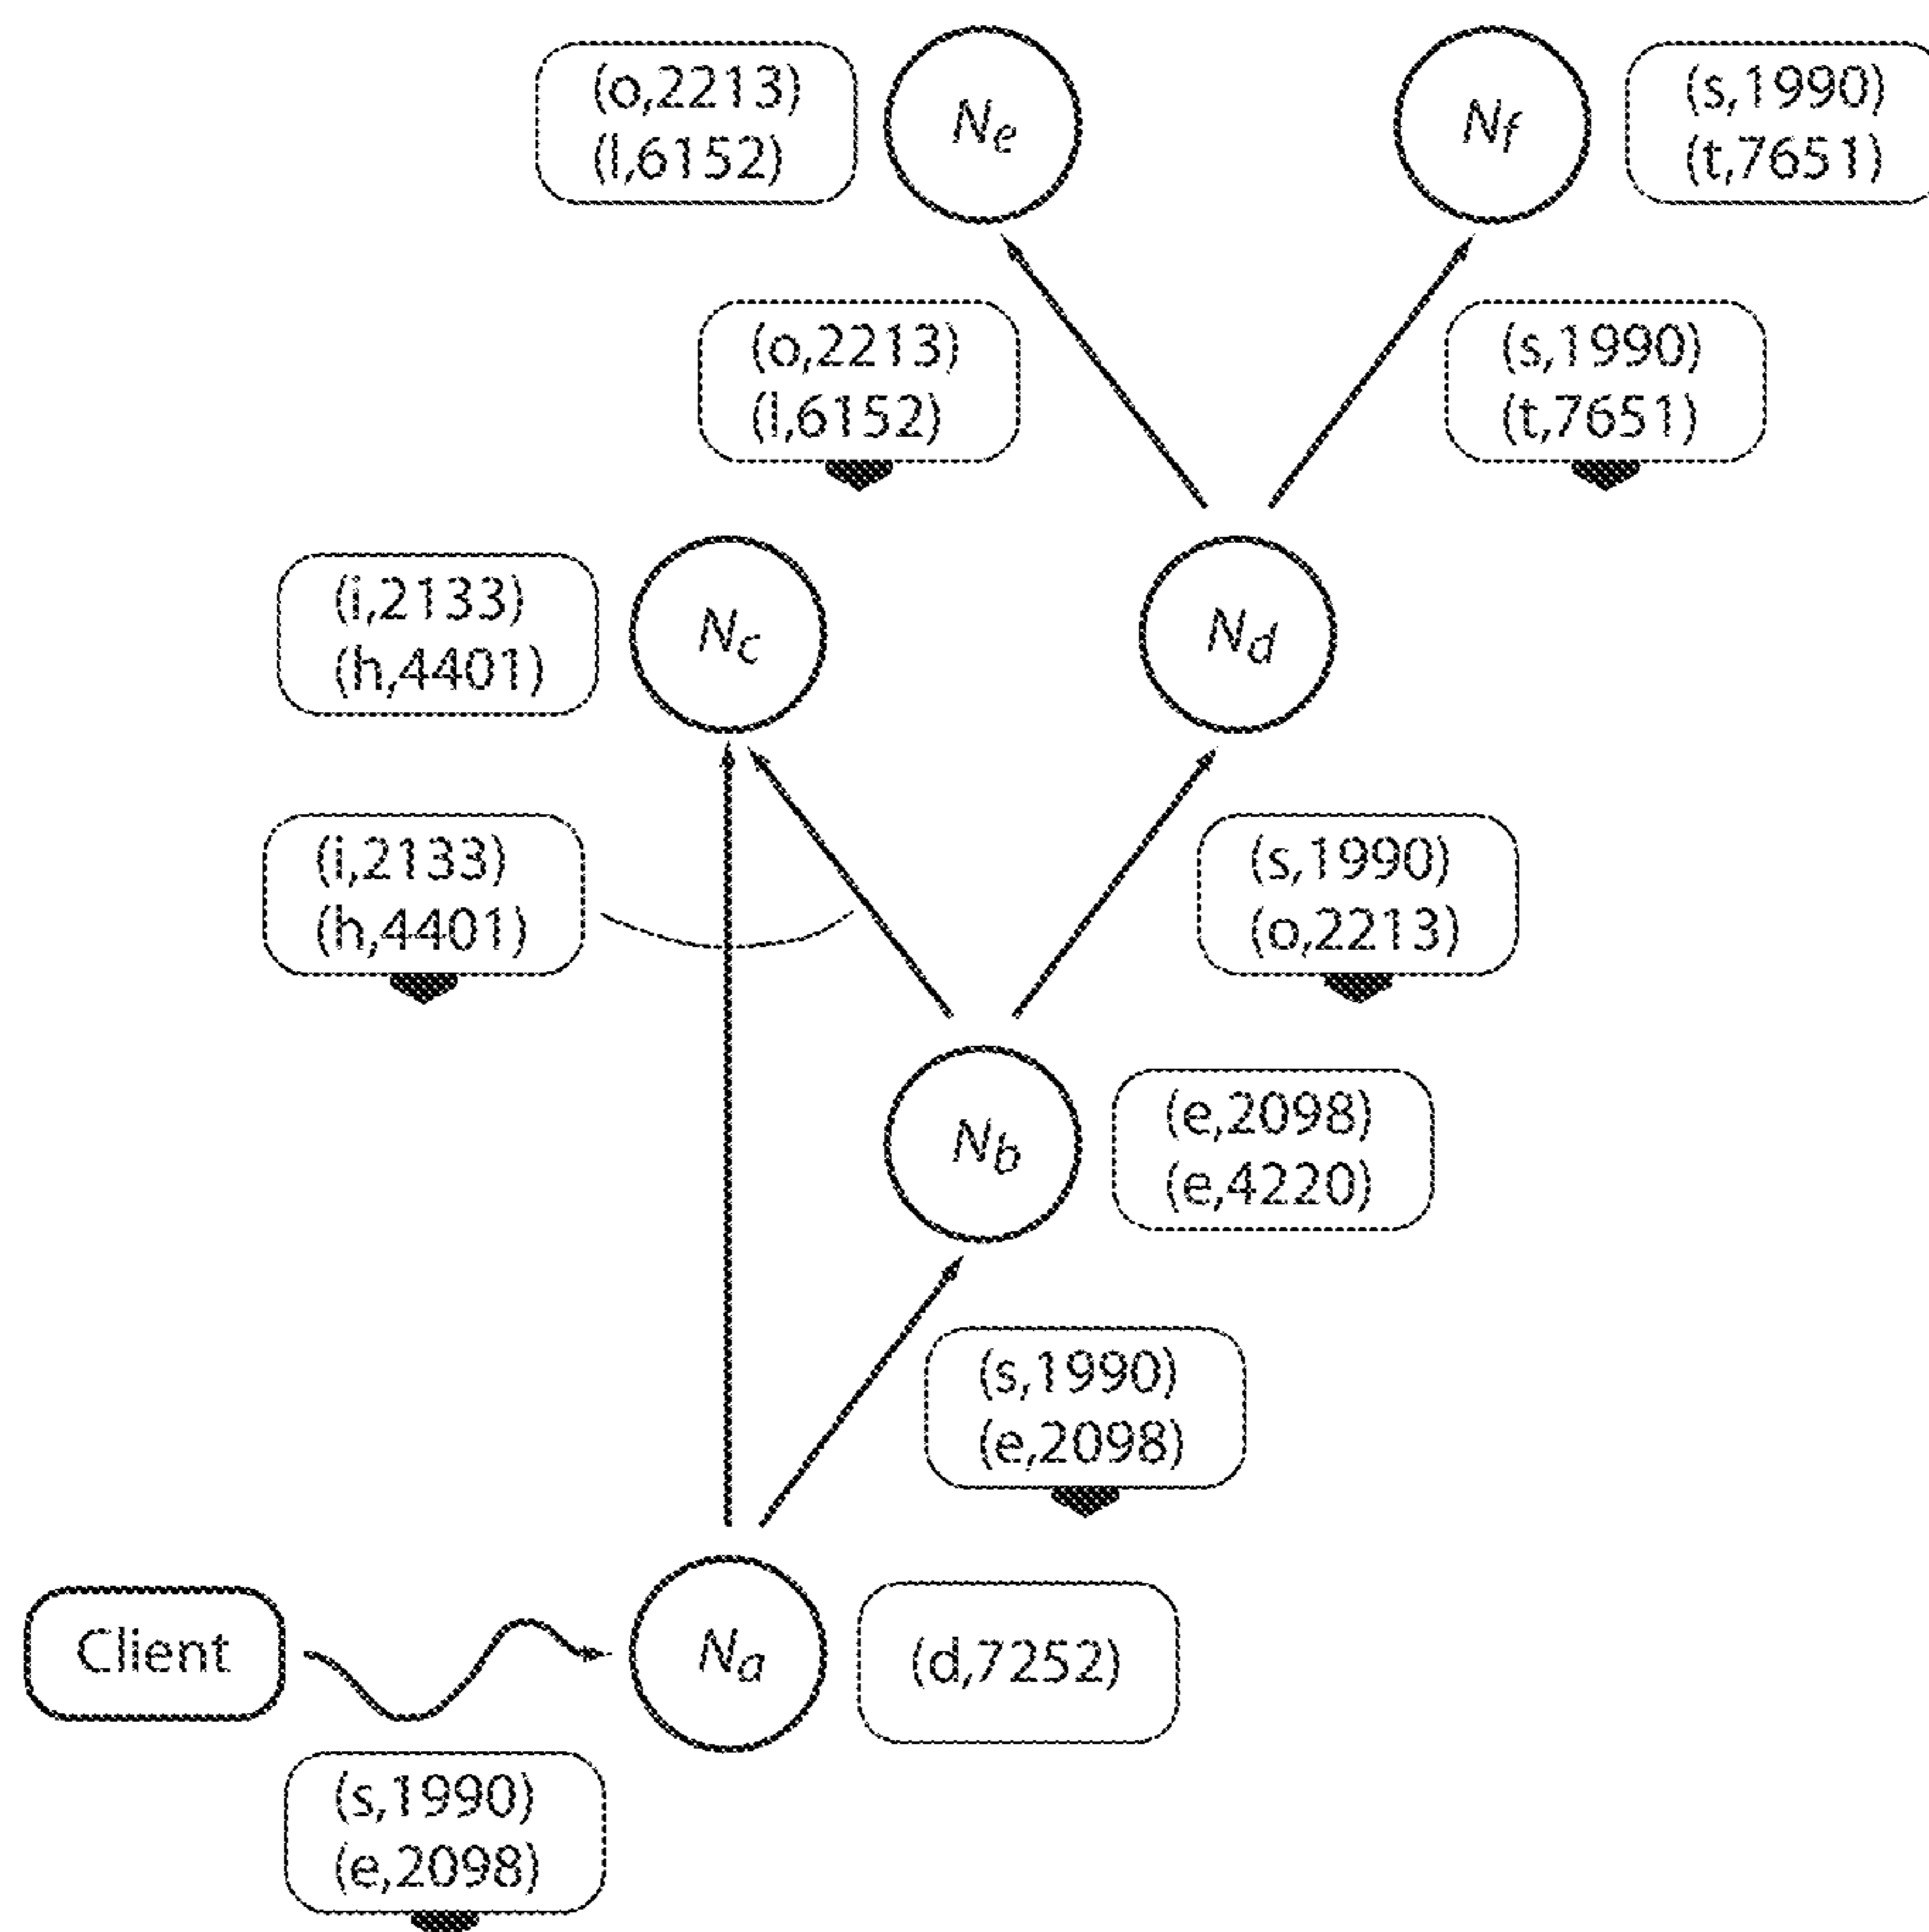 (o,2213)
(l,6152)
Ne
Nf
(s,1990)
(t,7651)
(o,2213)
(l,6152)
(s,1990)
(t,7651)
(i,2133)
(h,4401)
Nc
Nd
(i,2133)
(h,4401)
(s,1990)
(o,2213)
Nb
(e,2098)
(e,4220)
(s,1990)
(e,2098)
Client
Na
(d,7252)
(s,1990)
(e,2098)